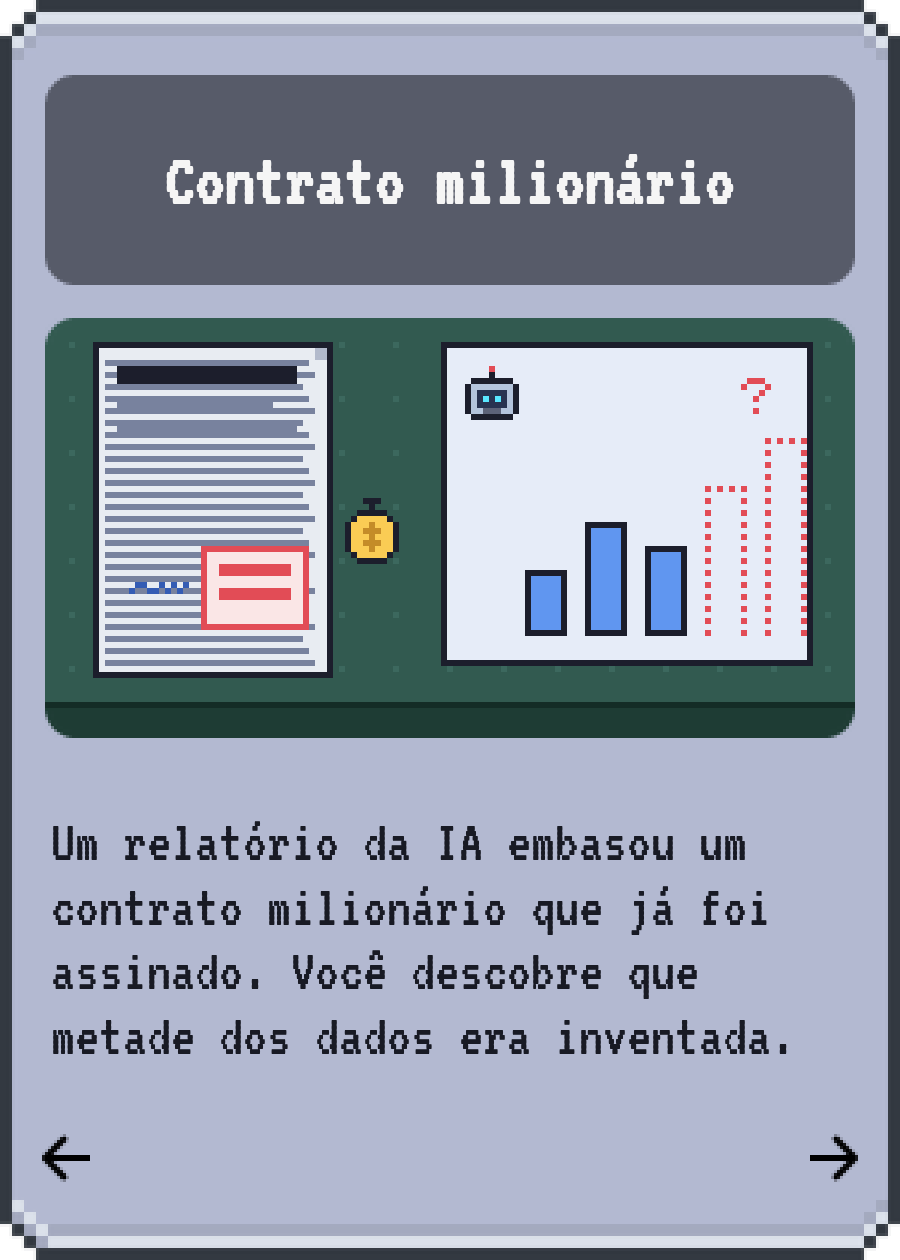 Contrato milionário
?
Um relatório da IA embasou um
contrato milionário que já foi
assinado. Você descobre que
metade dos dados era inventada.